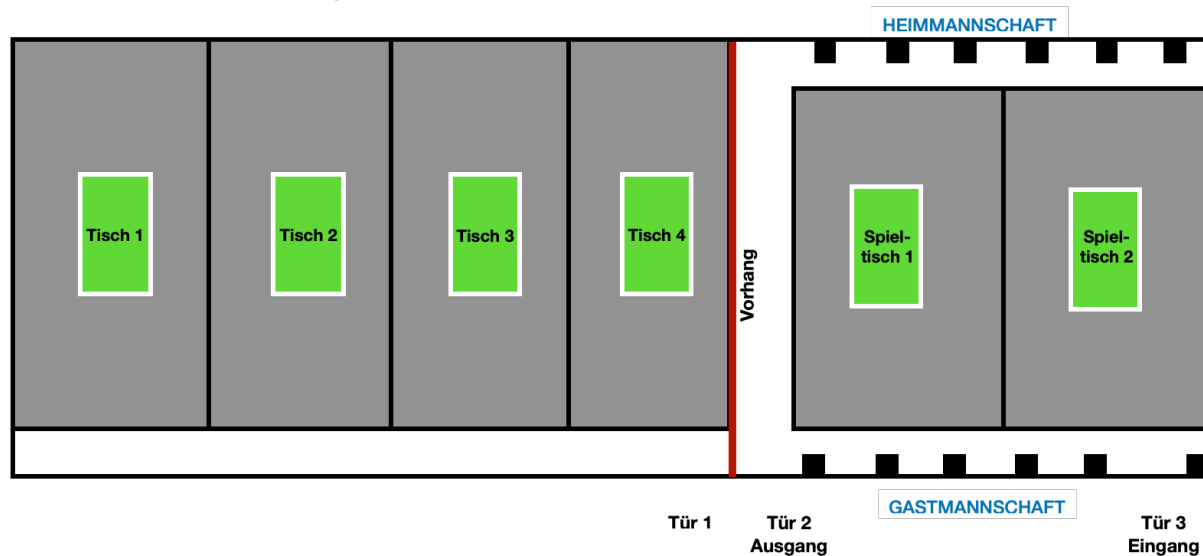 HEIMMANNSCHAFT
Tisch 1
Tisch 2
Tisch 3
Tisch 4
Vorhang
Spiel-
tisch 1
Spiel-
tisch 2
GASTMANNSCHAFT
Tür 1
Tür 2
Ausgang
Tür 3
Eingang